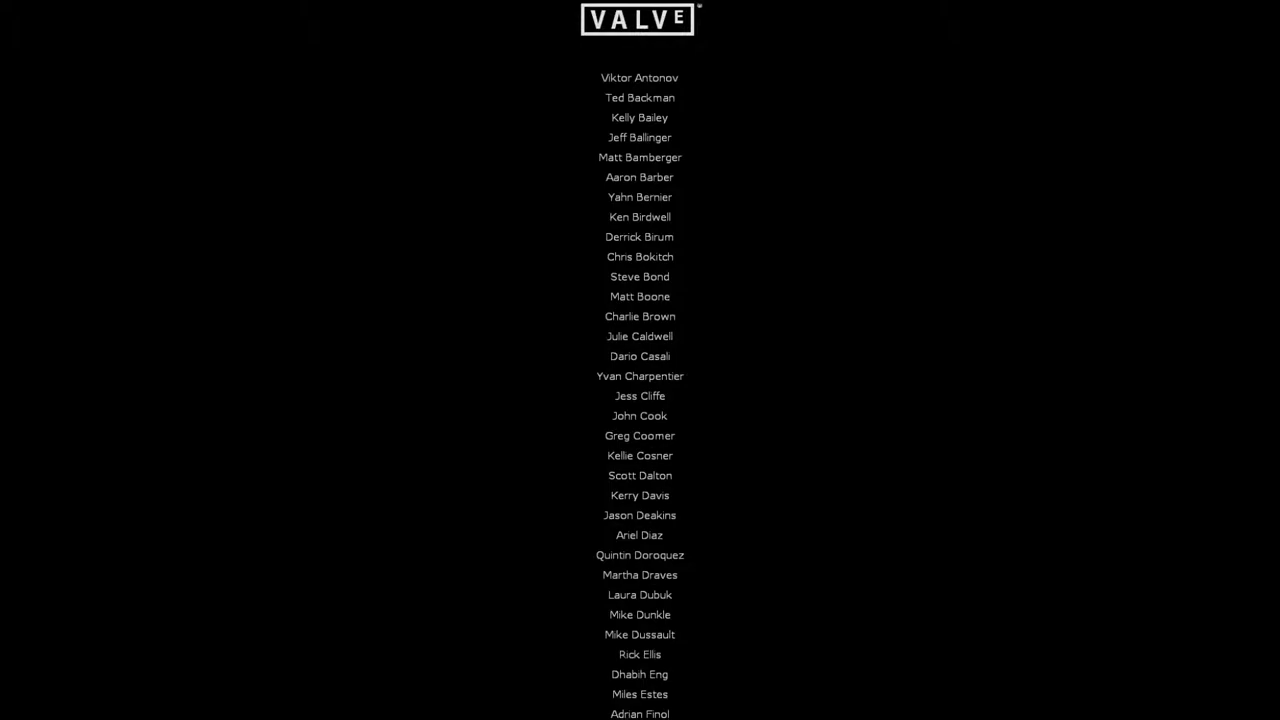 VALVE
Viktor Antonov
Ted Backman
Kelly Bailey
Jeff Ballinger
Matt Bamberger
Aaron Barber
Yahn Bernier
Ken Birdwell
Derrick Birum
Chris Bokitch
Steve Bond
Matt Boone
Charlie Brown
Julie Caldwell
Dario Casali
Yvan Charpentier
Jess Cliffe
John Cook
Greg Coomer
Kellie Cosner
Scott Dalton
Kerry Davis
Jason Deakins
Ariel Diaz
Quintin Doroquez
Martha Draves
Laura Dubuk
Mike Dunkle
Mike Dussault
Rick Ellis
Dhabih Eng
Miles Estes
Adrian Finol